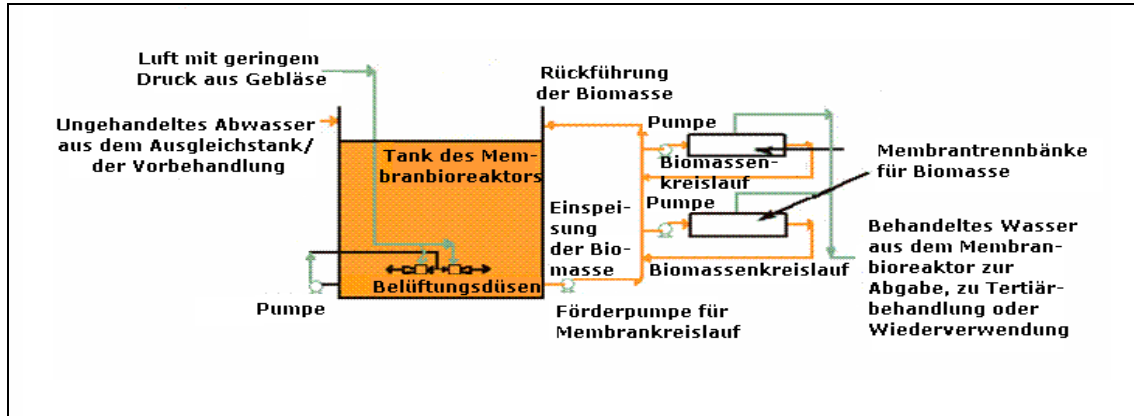 Luft mit geringem
Druck aus Gebläse
Ungehandeltes Abwasser
aus dem Ausgleichstank/
der Vorbehandlung
Tank des Mem-
branbioreaktors
Belüftungsdüsen
Pumpe
Rückführung
der Biomasse
Einspei-
sung
der Bio-
masse
Förderpumpe für
Membrankreislauf
Pumpe
Biomassen-
kreislauf
Pumpe
Biomassenkreislauf
Membrantrennbänke
für Biomasse
Behandeltes Wasser
aus dem Membran-
bioreaktor zur
Abgabe, zu Tertiär-
behandlung oder
Wiederverwendung